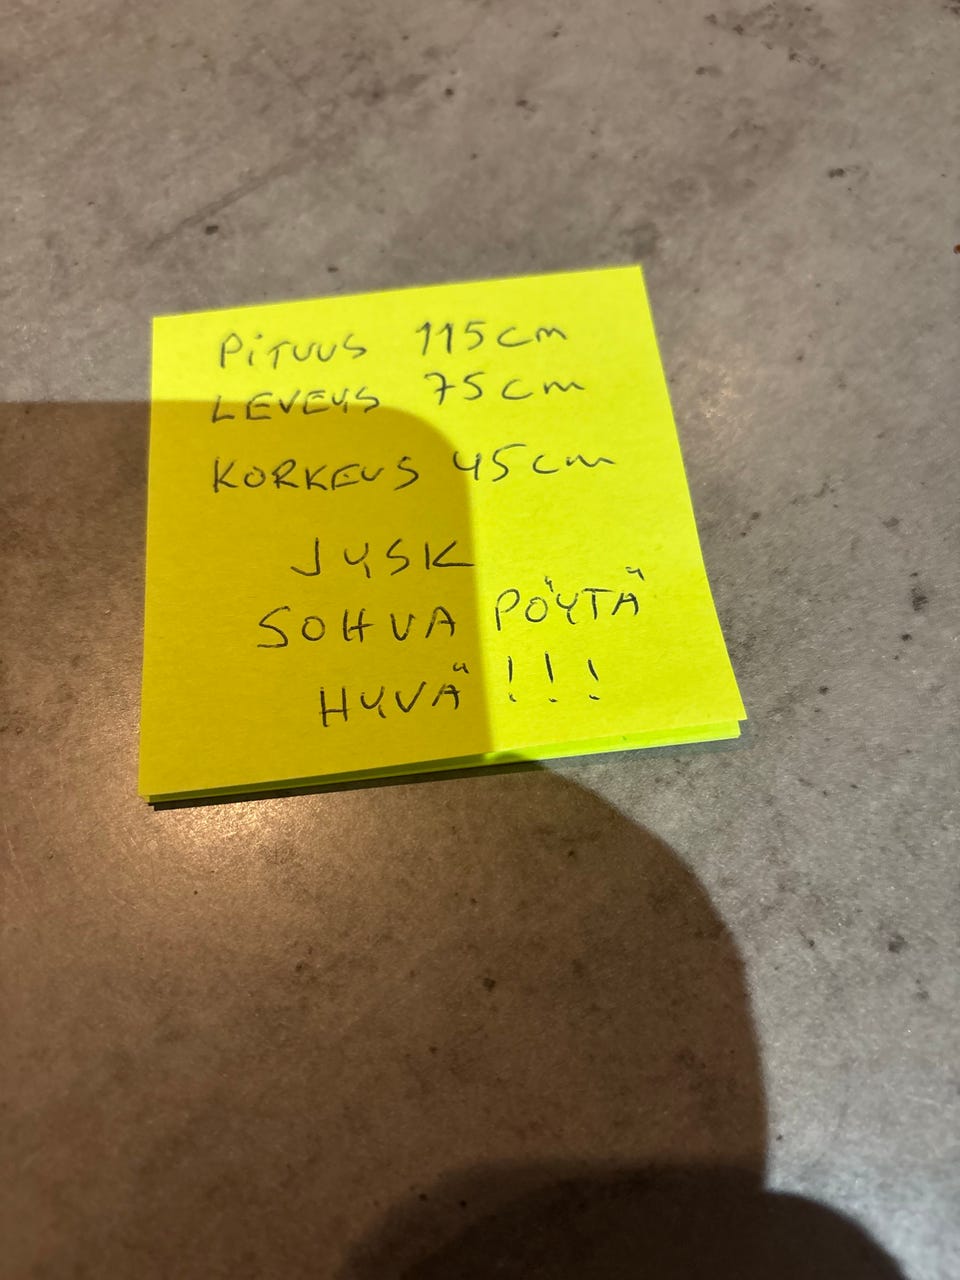 PiTUUS 115cm
LEVEYS 75cm
KORKEUS 45cm
JYSK
SOHVA PÖYTÄ
HYVÄ !!!